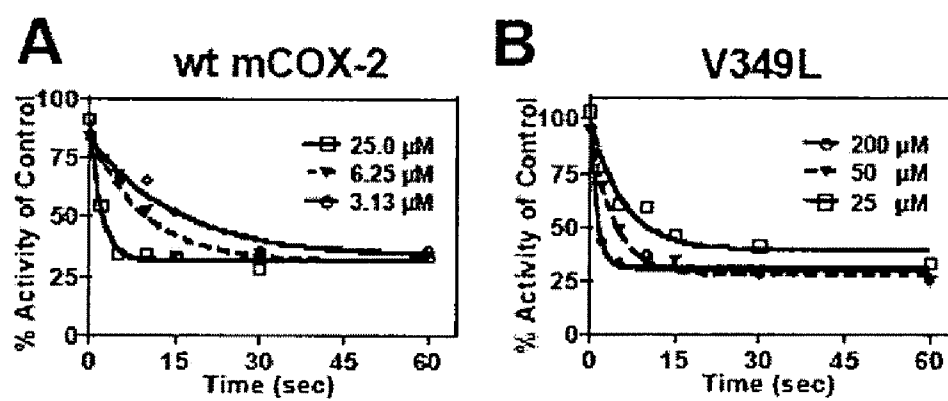 A
wt mCOX-2
% Activity of Control
100
75
50
25
0
25.0 µM
6.25 µM
3.13 µM
0 15 30 45 60
Time (sec)
B
V349L
% Activity of Control
100
75
50
25
0
200 µM
50 µM
25 µM
0 15 30 45 60
Time (sec)